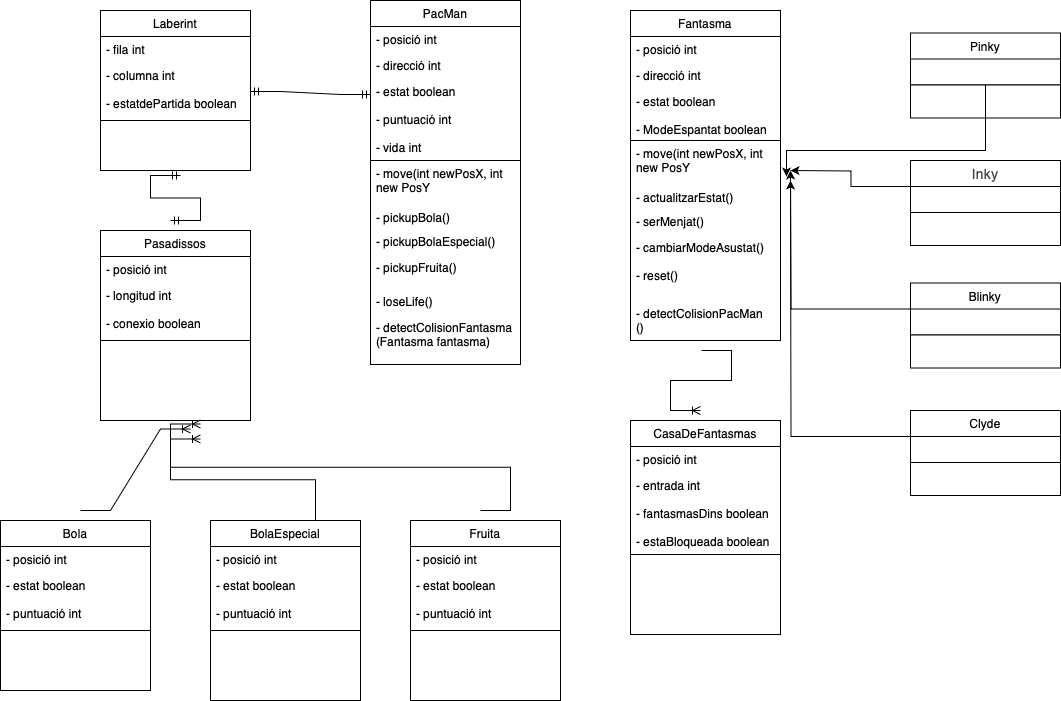 Laberint
- fila int
- columna int
- estatdePartida boolean
PacMan
- posició int
- direcció int
- estat boolean
- puntuació int
- vida int
- move(int newPosX, int
new PosY
- pickupBola()
- pickupBolaEspecial()
- pickupFruita()
- loseLife()
- detectColisionFantasma
(Fantasma fantasma)
Fantasma
- posició int
- direcció int
- estat boolean
- ModeEspantat boolean
- move(int newPosX, int
new PosY
- actualitzarEstat()
- serMenjat()
- cambiarModeAsustat()
- reset()
- detectColisionPacMan
()
Pinky
Inky
Blinky
Clyde
Pasadissos
- posició int
- longitud int
- conexio boolean
CasaDeFantasmas
- posició int
- entrada int
- fantasmasDins boolean
- estaBloqueada boolean
Bola
- posició int
- estat boolean
- puntuació int
BolaEspecial
- posició int
- estat boolean
- puntuació int
Fruita
- posició int
- estat boolean
- puntuació int